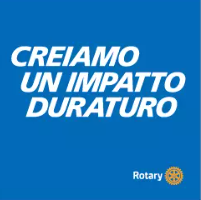 CREIAMO
UN IMPATTO
DURATURO
Rotary